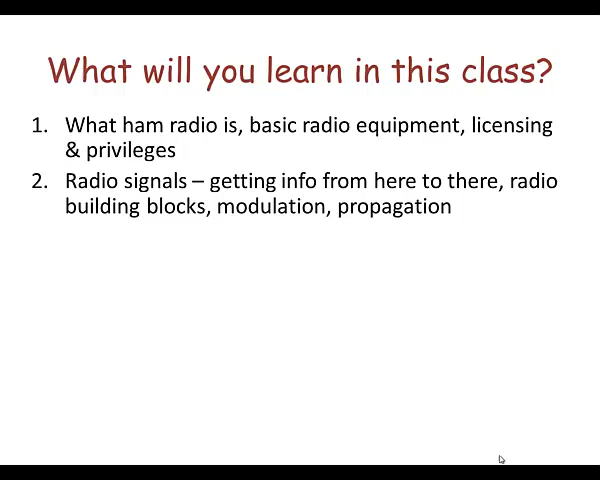 What will you learn in this class?
1. What ham radio is, basic radio equipment, licensing
& privileges
2. Radio signals – getting info from here to there, radio
building blocks, modulation, propagation